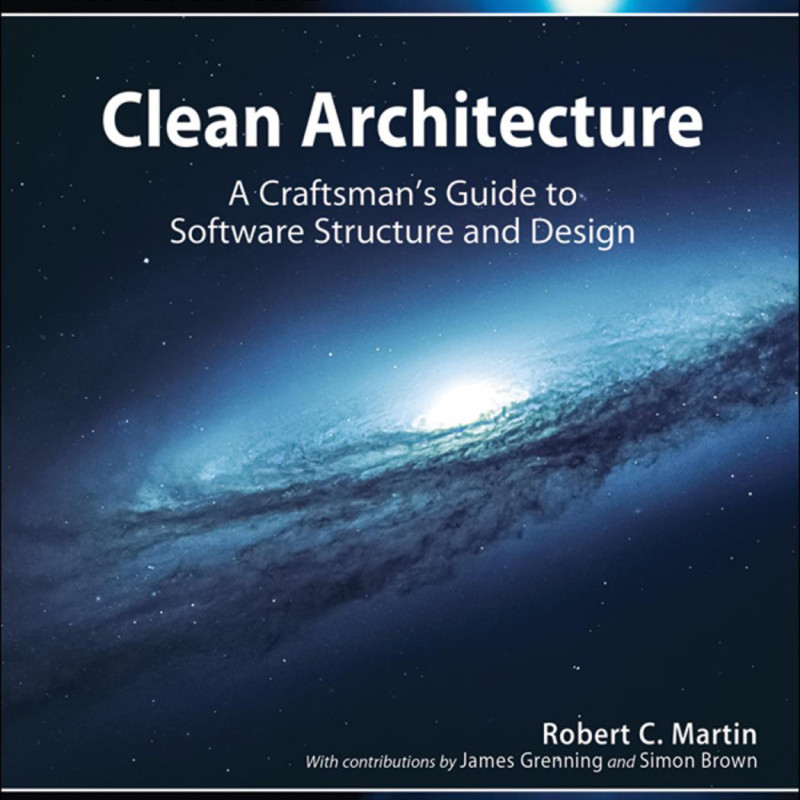 Clean Architecture
A Craftsman's Guide to
Software Structure and Design
Robert C. Martin
With contributions by James Grenning and Simon Brown